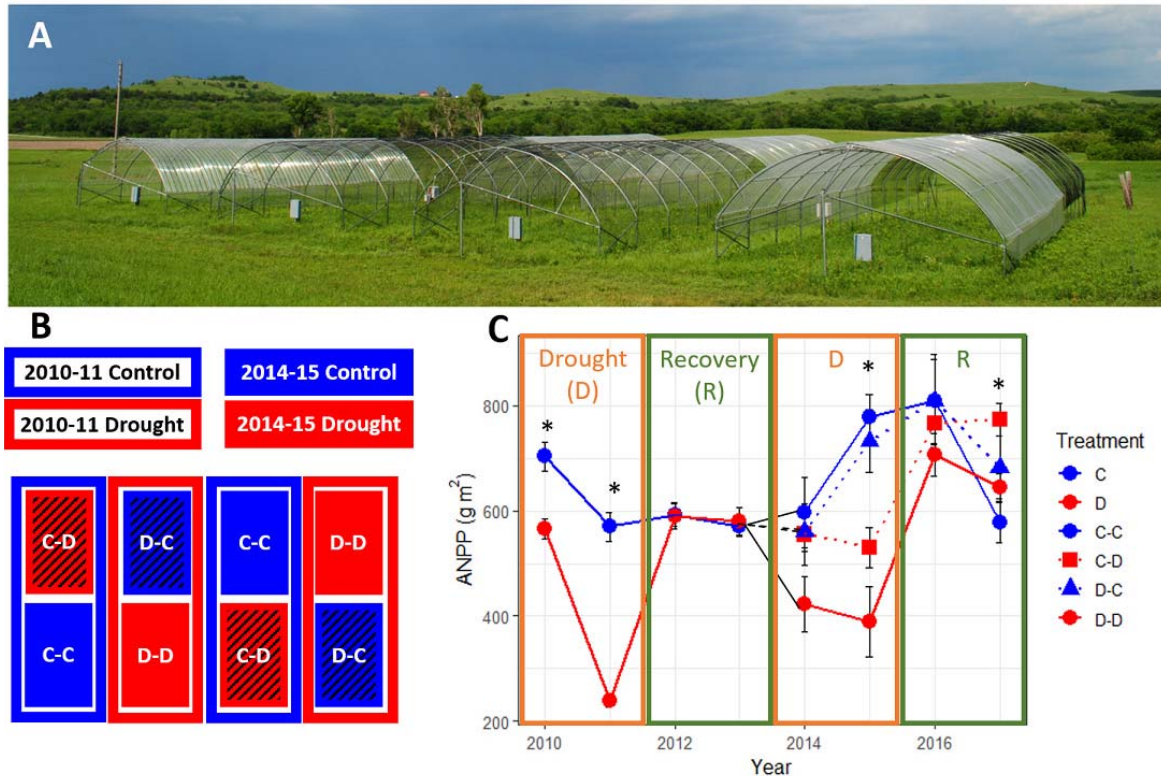 A
B
2010-11 Control
2014-15 Control
2010-11 Drought
2014-15 Drought
C-D
D-C
C-C
D-D
C-C
D-D
C-D
D-C
C
Drought
(D)
Recovery
(R)
D
R
*
*
*
*
800
600
400
200
ANPP (g m²)
2010
2012
2014
2016
Year
Treatment
C
D
C-C
C-D
D-C
D-D